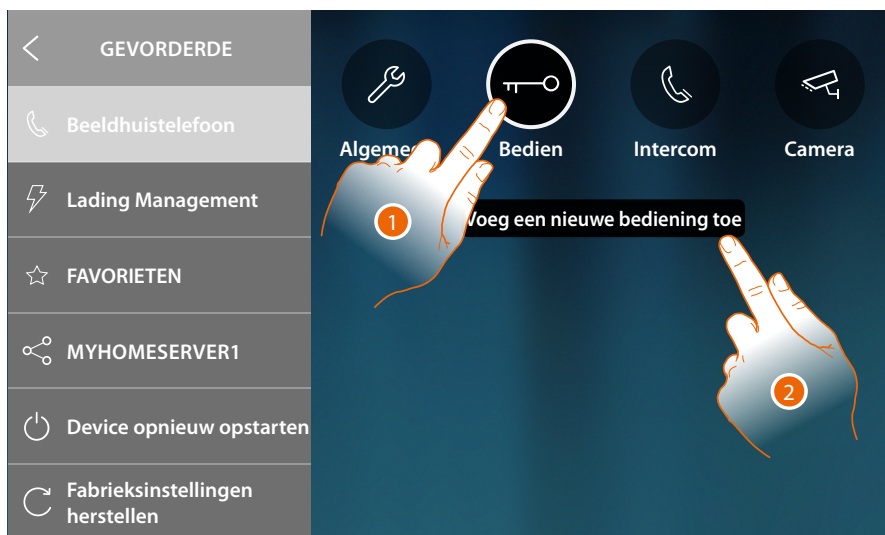 GEVORDERDE
Beeldhuistelefoon
Lading Management
FAVORIETEN
MYHOMESERVER1
Device opnieuw opstarten
Fabrieksinstellingen
herstellen
Bedien
Intercom
Camera
1
een nieuwe bediening toe
2